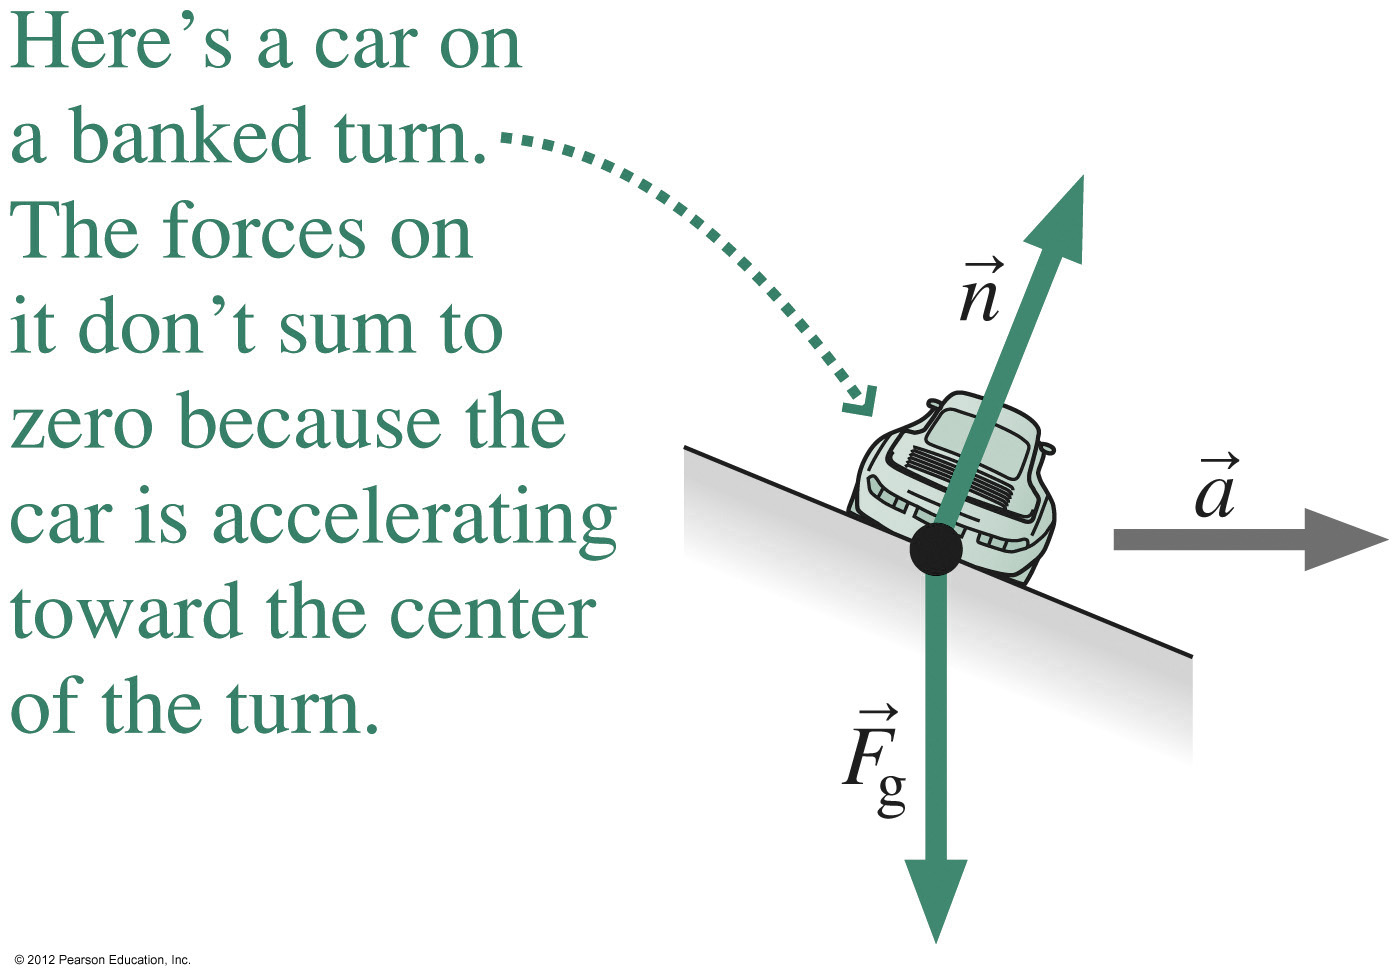 Here’s a car on
a banked turn.
The forces on
it don’t sum to
zero because the
car is accelerating
toward the center
of the turn.
n⃗
a⃗
F⃗g
© 2012 Pearson Education, Inc.